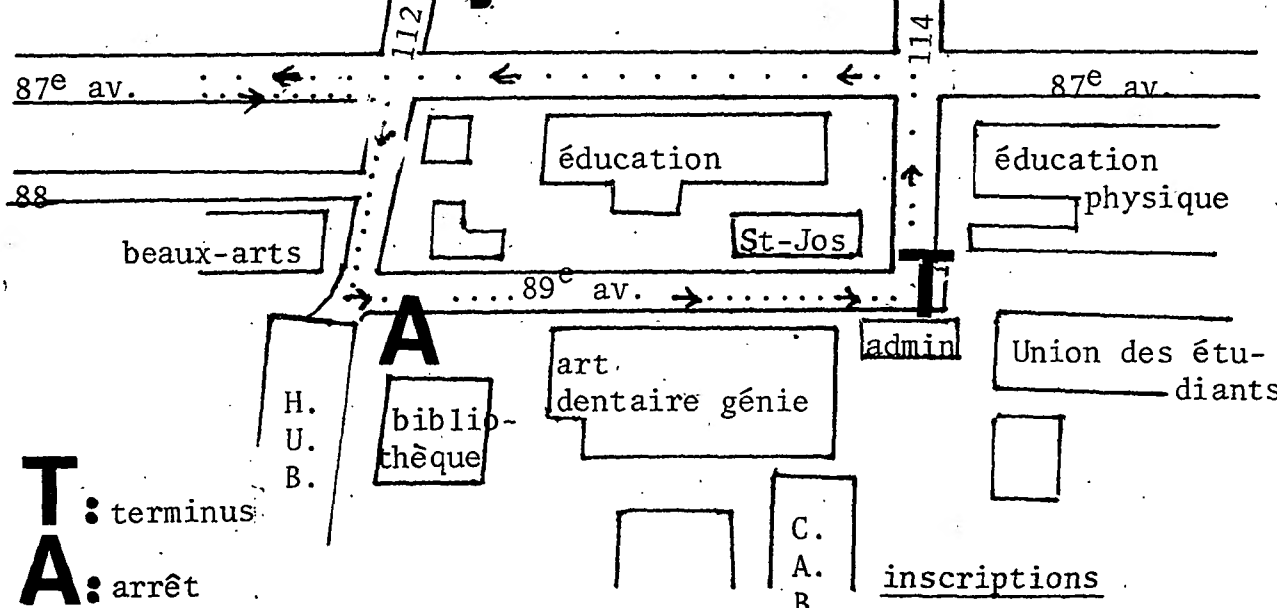 112
114
87e av.
87e av.
éducation
éducation
physique
88
beaux-arts
St-Jos
T
89e av.
A
admin
art.
dentaire génie
Union des étu-
diants
H.
U.
B.
biblio-
thèque
T: terminus
A: arrêt
C.
A.
B
inscriptions